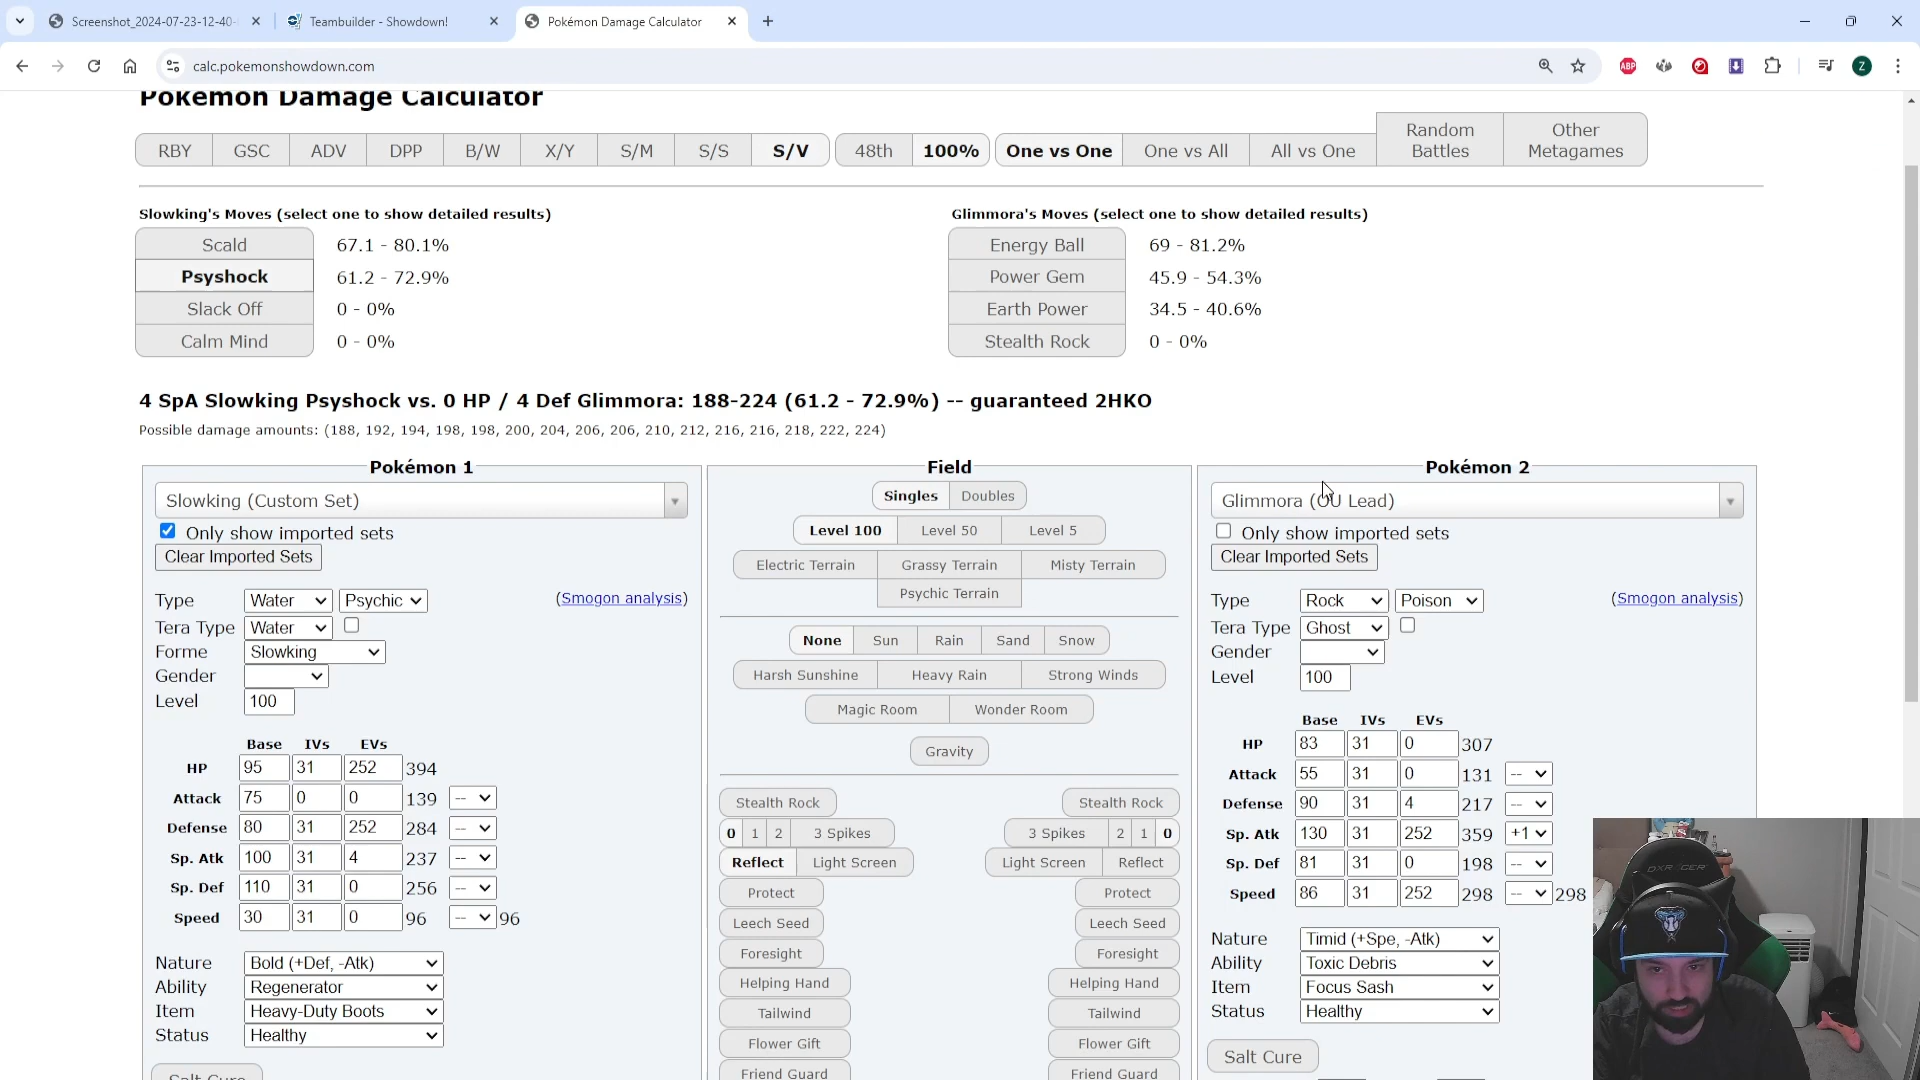 Screenshot_2024-07-23-12-40-
Teambuilder - Showdown!
Pokémon Damage Calculator
calc.pokemonshowdown.com
ABP
Z
Pokémon Damage Calculator
RBY GSC ADV DPP B/W X/Y S/M S/S S/V 48th 100% One vs One One vs All All vs One Random Battles Other Metagames
Slowking's Moves (select one to show detailed results)
Scald 67.1 - 80.1%
Psyshock 61.2 - 72.9%
Slack Off 0 - 0%
Calm Mind 0 - 0%
Glimmora's Moves (select one to show detailed results)
Energy Ball 69 - 81.2%
Power Gem 45.9 - 54.3%
Earth Power 34.5 - 40.6%
Stealth Rock 0 - 0%
4 SpA Slowking Psyshock vs. 0 HP / 4 Def Glimmora: 188-224 (61.2 - 72.9%) -- guaranteed 2HKO
Possible damage amounts: (188, 192, 194, 198, 198, 200, 204, 206, 206, 210, 212, 216, 216, 218, 222, 224)
Pokémon 1
Slowking (Custom Set)
Only show imported sets
Clear Imported Sets
Type Water Psychic (Smogon analysis)
Tera Type Water
Forme Slowking
Gender
Level 100
Base IVs EVs
HP 95 31 252 394
Attack 75 0 0 139 --
Defense 80 31 252 284 --
Sp. Atk 100 31 4 237 --
Sp. Def 110 31 0 256 --
Speed 30 31 0 96 -- 96
Nature Bold (+Def, -Atk)
Ability Regenerator
Item Heavy-Duty Boots
Status Healthy
Salt Cure
Field
Singles Doubles
Level 100 Level 50 Level 5
Electric Terrain Grassy Terrain Misty Terrain
Psychic Terrain
None Sun Rain Sand Snow
Harsh Sunshine Heavy Rain Strong Winds
Magic Room Wonder Room
Gravity
Stealth Rock Stealth Rock
0 1 2 3 Spikes 3 Spikes 2 1 0
Reflect Light Screen Light Screen Reflect
Protect Protect
Leech Seed Leech Seed
Foresight Foresight
Helping Hand Helping Hand
Tailwind Tailwind
Flower Gift Flower Gift
Friend Guard Friend Guard
Pokémon 2
Glimmora (OU Lead)
Only show imported sets
Clear Imported Sets
Type Rock Poison (Smogon analysis)
Tera Type Ghost
Gender
Level 100
Base IVs EVs
HP 83 31 0 307
Attack 55 31 0 131 --
Defense 90 31 4 217 --
Sp. Atk 130 31 252 359 +1
Sp. Def 81 31 0 198 --
Speed 86 31 252 298 -- 298
Nature Timid (+Spe, -Atk)
Ability Toxic Debris
Item Focus Sash
Status Healthy
Salt Cure